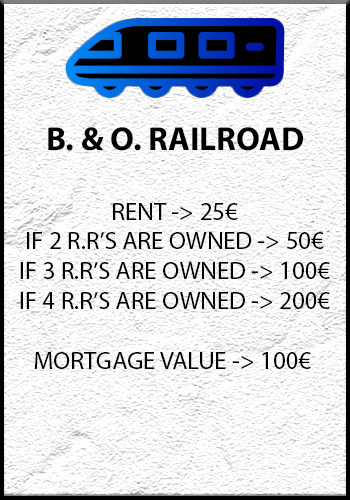 B. & O. RAILROAD
RENT -> 25€
IF 2 R.R'S ARE OWNED -> 50€
IF 3 R.R'S ARE OWNED -> 100€
IF 4 R.R'S ARE OWNED -> 200€
MORTGAGE VALUE -> 100€